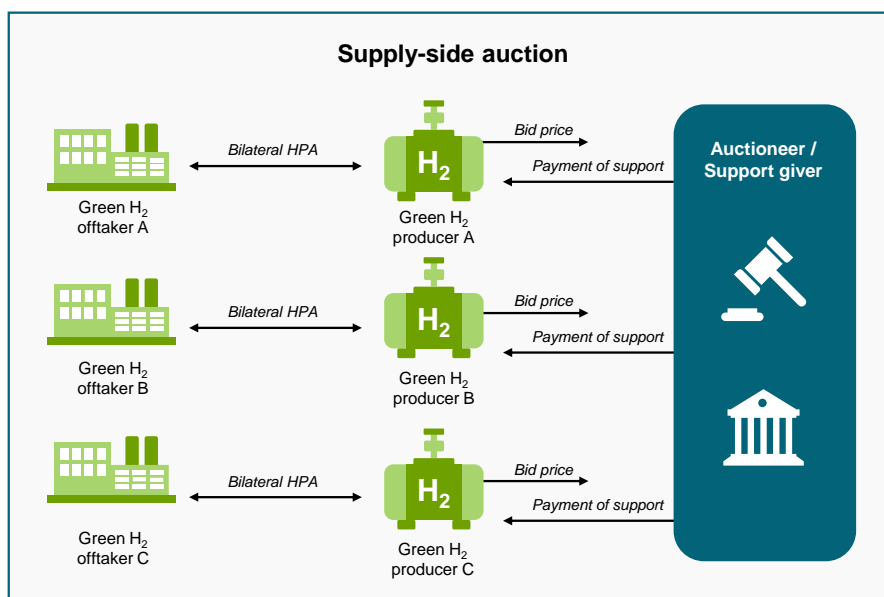 Supply-side auction
Bilateral HPA
H₂
Bid price
Payment of support
Auctioneer /
Support giver
Green H₂
offtaker A
Green H₂
producer A
Bilateral HPA
H₂
Bid price
Payment of support
Green H₂
offtaker B
Green H₂
producer B
Bilateral HPA
H₂
Bid price
Payment of support
Green H₂
offtaker C
Green H₂
producer C